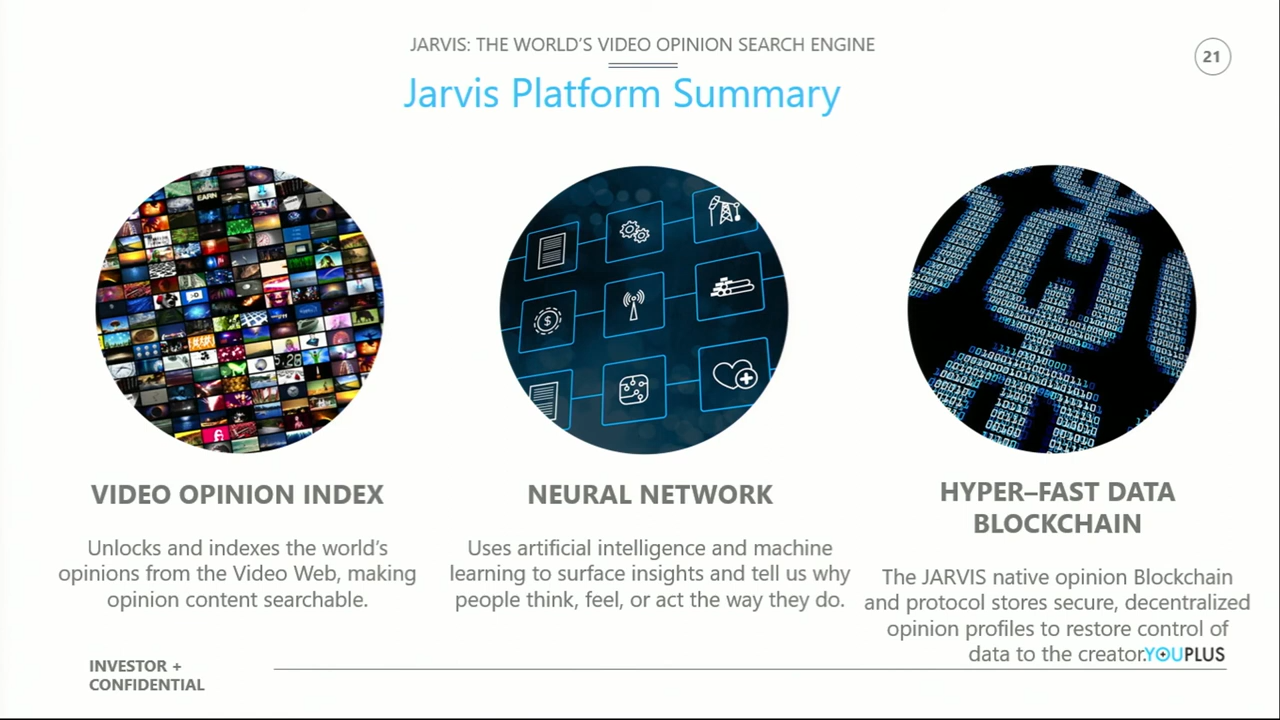 JARVIS: THE WORLD'S VIDEO OPINION SEARCH ENGINE
21
Jarvis Platform Summary
EARN
5.26
VIDEO OPINION INDEX
Unlocks and indexes the world's
opinions from the Video Web, making
opinion content searchable.
NEURAL NETWORK
Uses artificial intelligence and machine
learning to surface insights and tell us why
people think, feel, or act the way they do.
HYPER–FAST DATA
BLOCKCHAIN
The JARVIS native opinion Blockchain
and protocol stores secure, decentralized
opinion profiles to restore control of
data to the creator.
YOUPLUS
INVESTOR +
CONFIDENTIAL